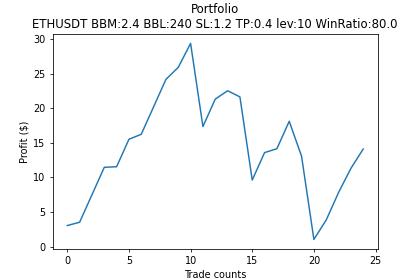 Portfolio
ETHUSDT BBM:2.4 BBL:240 SL:1.2 TP:0.4 lev:10 WinRatio:80.0
30
25
20
15
10
5
0
Profit ($)
0 5 10 15 20 25
Trade counts